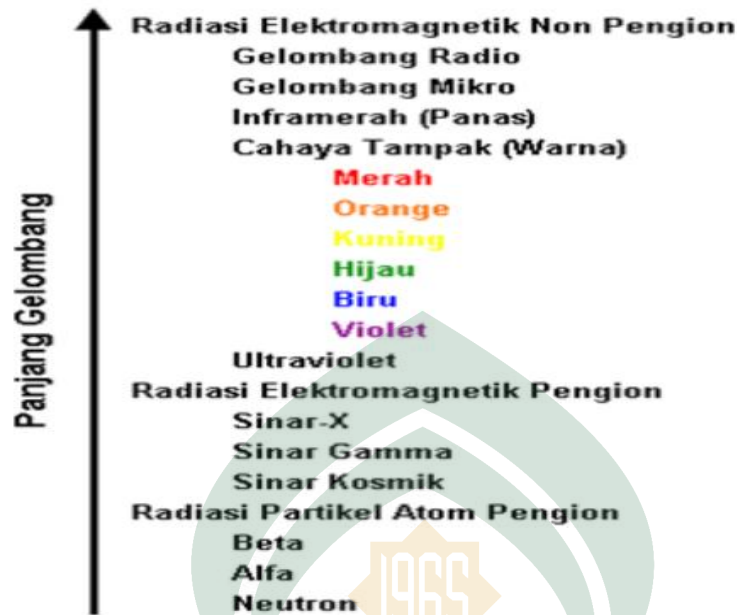 Panjang Gelombang
Radiasi Elektromagnetik Non Pengion
Gelombang Radio
Gelombang Mikro
Inframerah (Panas)
Cahaya Tampak (Warna)
Merah
Orange
Kuning
Hijau
Biru
Violet
Ultraviolet
Radiasi Elektromagnetik Pengion
Sinar-X
Sinar Gamma
Sinar Kosmik
Radiasi Partikel Atom Pengion
Beta
Alfa
Neutron
1965